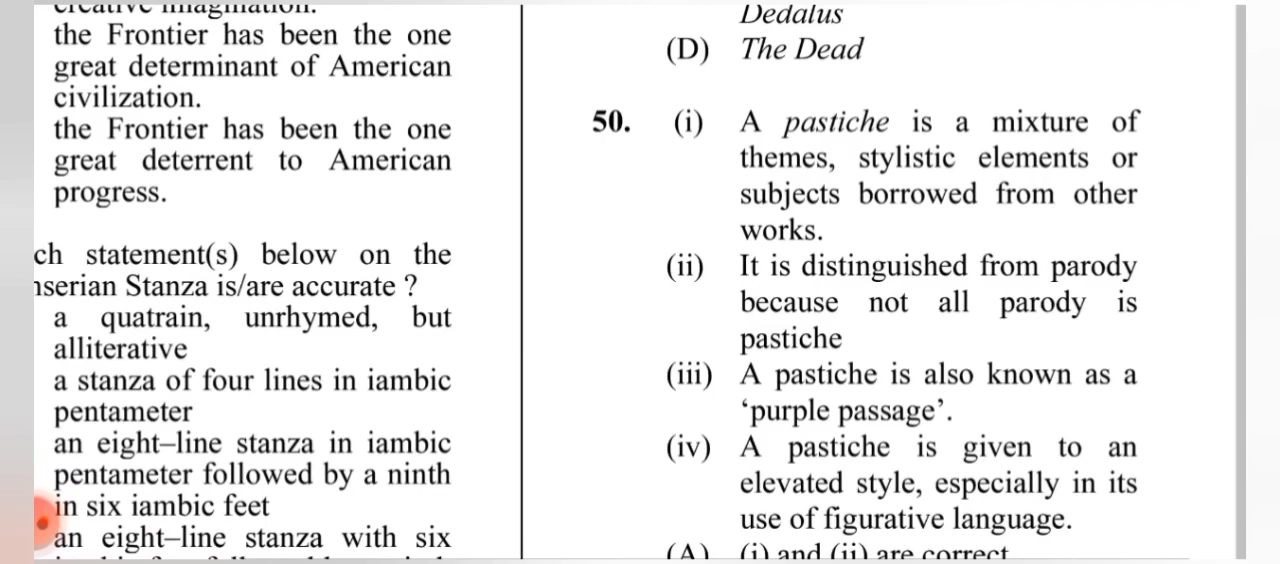 creative imagination.
the Frontier has been the one
great determinant of American
civilization.
the Frontier has been the one
great deterrent to American
progress.
ch statement(s) below on the
nserian Stanza is/are accurate ?
a quatrain, unrhymed, but
alliterative
a stanza of four lines in iambic
pentameter
an eight–line stanza in iambic
pentameter followed by a ninth
in six iambic feet
an eight–line stanza with six
Dedalus
(D) The Dead
50. (i) A pastiche is a mixture of
themes, stylistic elements or
subjects borrowed from other
works.
(ii) It is distinguished from parody
because not all parody is
pastiche
(iii) A pastiche is also known as a
‘purple passage’.
(iv) A pastiche is given to an
elevated style, especially in its
use of figurative language.
(A) (i) and (ii) are correct